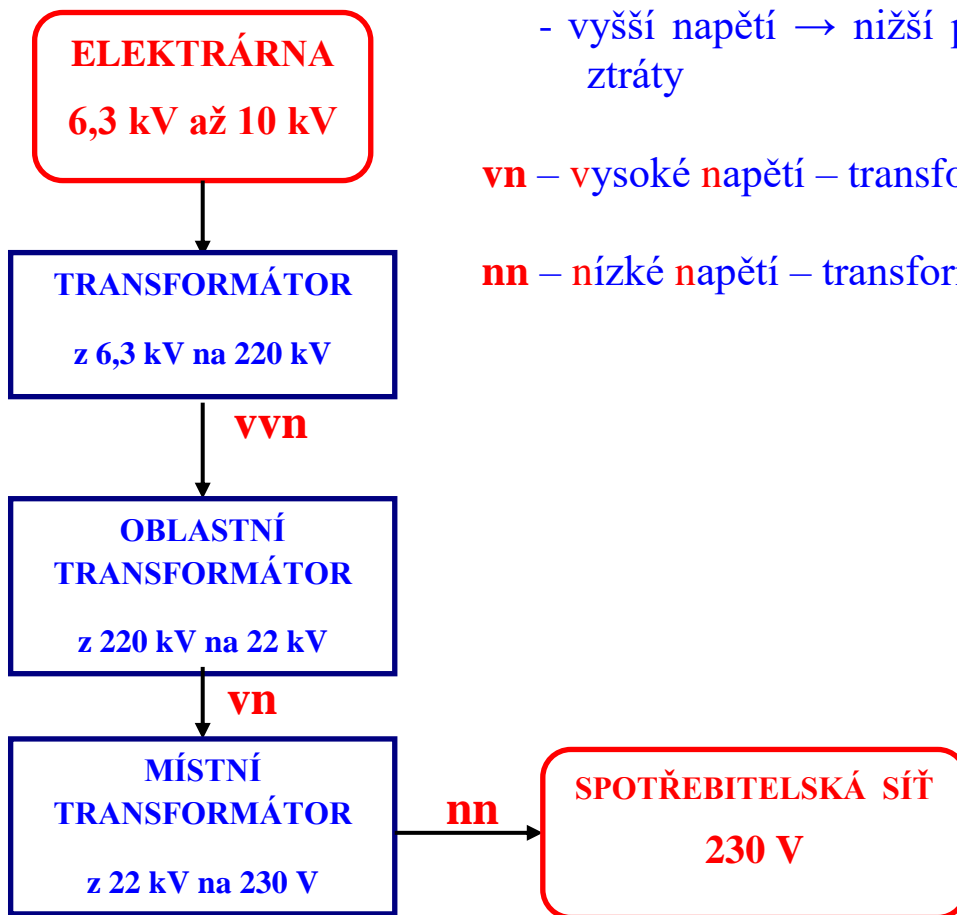 ELEKTRÁRNA
6,3 kV až 10 kV
- vyšší napětí → nižší
ztráty
vn – vysoké napětí –
nn – nízké napětí –
TRANSFORMÁTOR
z 6,3 kV na 220 kV
vvn
OBLASTNÍ
TRANSFORMÁTOR
z 220 kV na 22 kV
vn
MÍSTNÍ
TRANSFORMÁTOR
z 22 kV na 230 V
nn
SPOTŘEBITELSKÁ SÍŤ
230 V